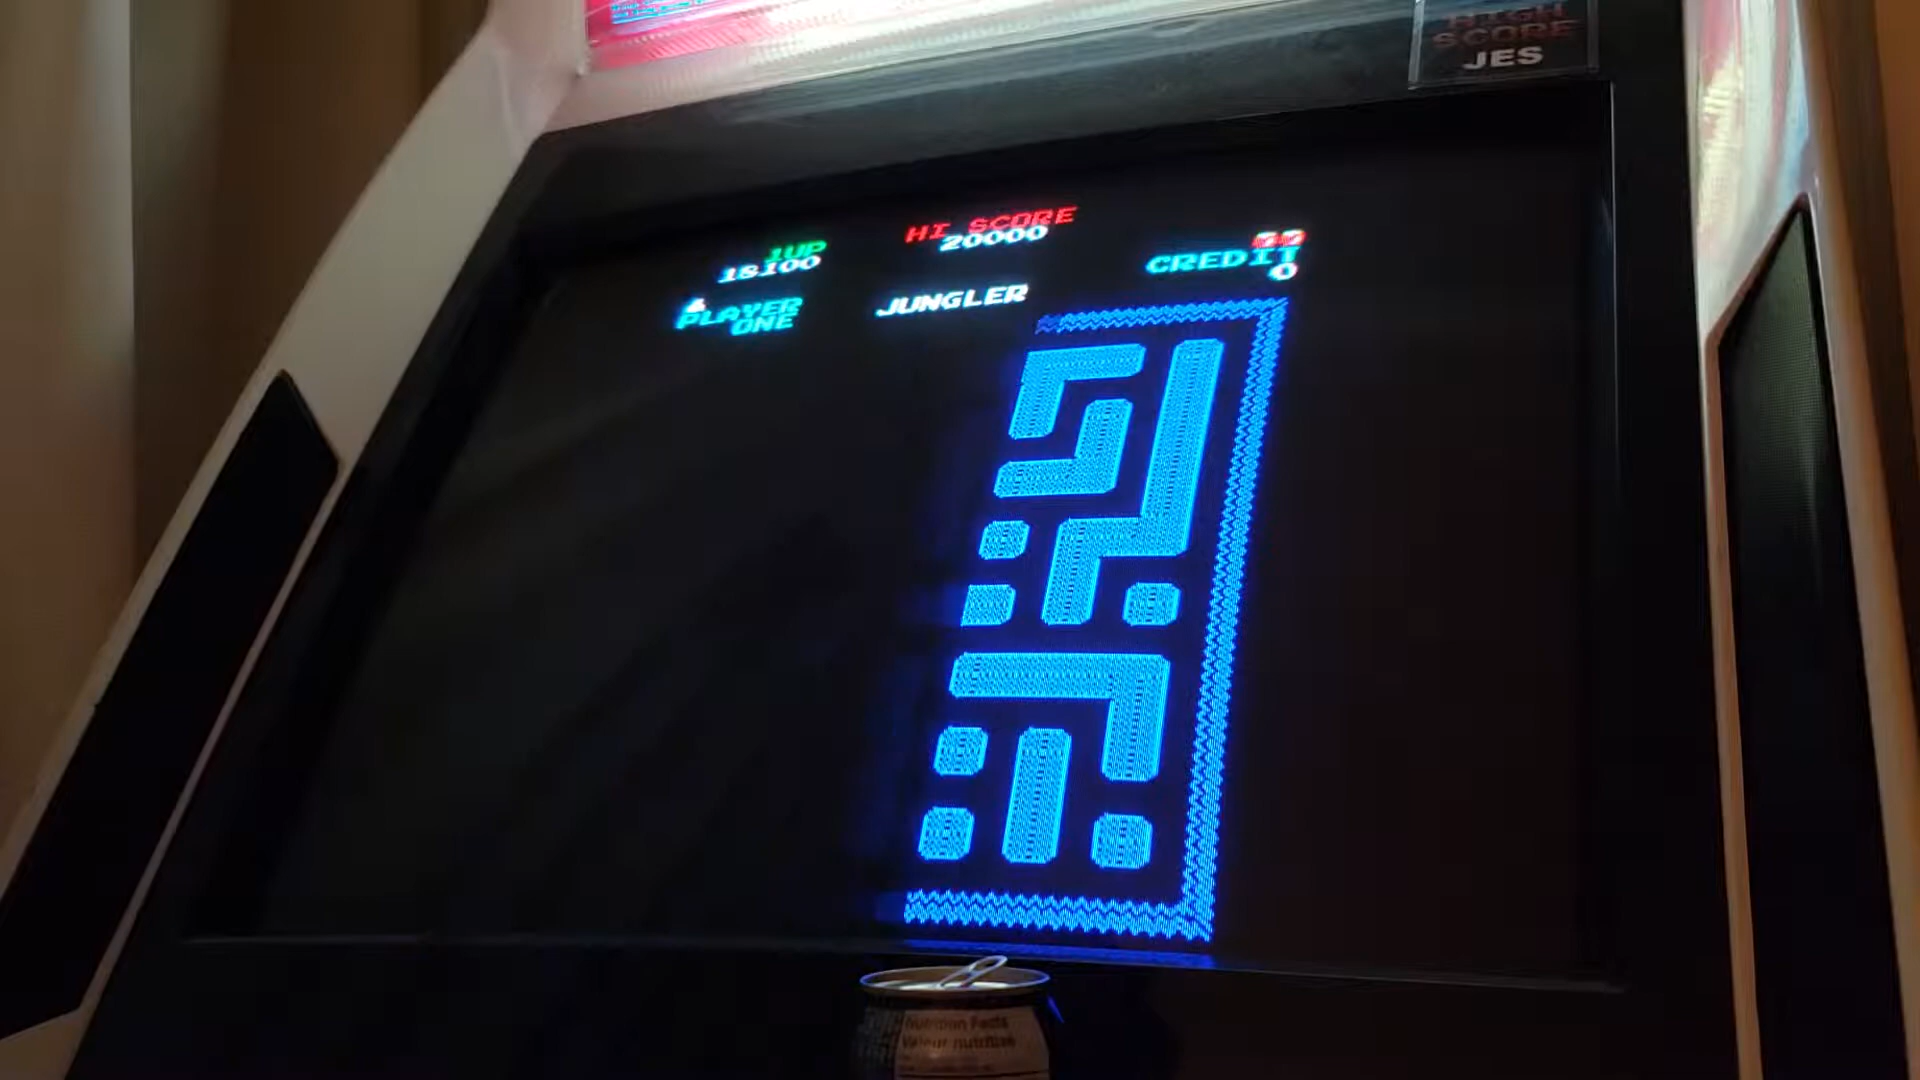 HIGH
SCORE
JES
1UP
18100
HI SCORE
20000
CREDIT
0
PLAYER
ONE
JUNGLER
Nutrition Facts
Valeur nutritive